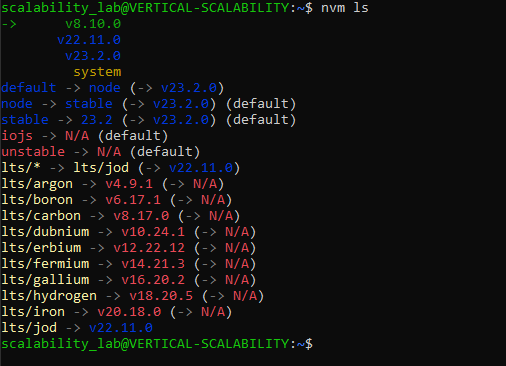 scalability_lab@VERTICAL-SCALABILITY:~$ nvm ls
->      v8.10.0
       v22.11.0
        v23.2.0
         system
default -> node (-> v23.2.0)
node -> stable (-> v23.2.0) (default)
stable -> 23.2 (-> v23.2.0) (default)
iojs -> N/A (default)
unstable -> N/A (default)
lts/* -> lts/jod (-> v22.11.0)
lts/argon -> v4.9.1 (-> N/A)
lts/boron -> v6.17.1 (-> N/A)
lts/carbon -> v8.17.0 (-> N/A)
lts/dubnium -> v10.24.1 (-> N/A)
lts/erbium -> v12.22.12 (-> N/A)
lts/fermium -> v14.21.3 (-> N/A)
lts/gallium -> v16.20.2 (-> N/A)
lts/hydrogen -> v18.20.5 (-> N/A)
lts/iron -> v20.18.0 (-> N/A)
lts/jod -> v22.11.0
scalability_lab@VERTICAL-SCALABILITY:~$